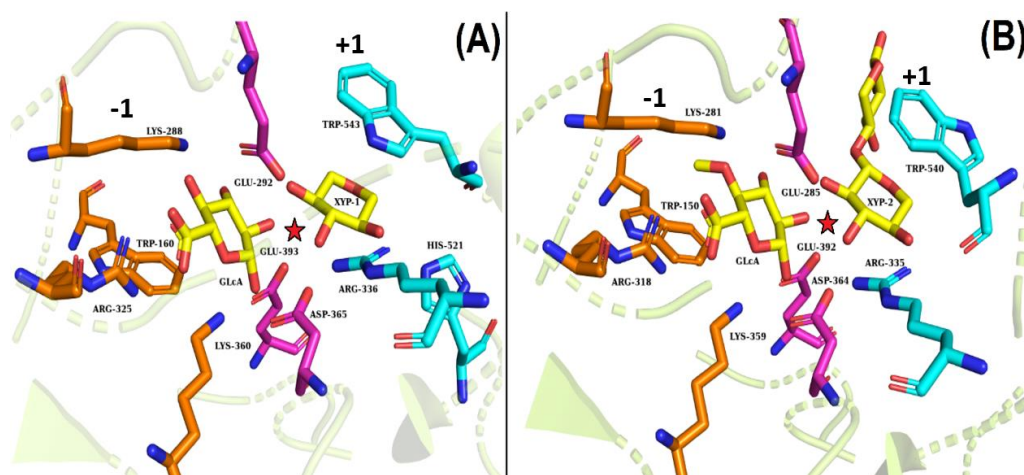 (A)
+1
-1
LYS-288
TRP-543
GLU-292
XYP-1
TRP-160
GLU-393
HIS-521
GLcA
ARG-336
ARG-325
ASP-365
LYS-360
(B)
+1
-1
LYS-281
TRP-540
GLU-285
XYP-2
TRP-150
GLU-392
GLcA
ARG-335
ARG-318
ASP-364
LYS-359